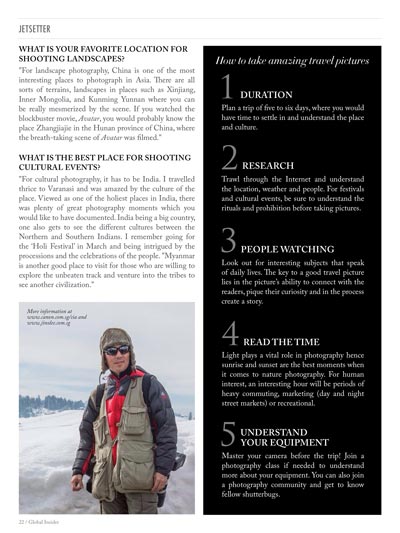 JETSETTER
WHAT IS YOUR FAVORITE LOCATION FOR
SHOOTING LANDSCAPES?
"For landscape photography, China is one of the most
interesting places to photograph in Asia. There are all
sorts of terrains, landscapes in places such as Xinjiang,
Inner Mongolia, and Kunming Yunnan where you can
be really mesmerized by the scene. If you watched the
blockbuster movie, Avatar, you would probably know the
place Zhangjiajie in the Hunan province of China, where
the breath-taking scene of Avatar was filmed."
WHAT IS THE BEST PLACE FOR SHOOTING
CULTURAL EVENTS?
"For cultural photography, it has to be India. I travelled
thrice to Varanasi and was amazed by the culture of the
place. Viewed as one of the holiest places in India, there
was plenty of great photography moments which you
would like to have documented. India being a big country,
one also gets to see the different cultures between the
Northern and Southern Indians. I remember going for
the 'Holi Festival' in March and being intrigued by the
processions and the celebrations of the people. "Myanmar
is another good place to visit for those who are willing to
explore the unbeaten track and venture into the tribes to
see another civilization."
More information at
www.canon.com.sg/eia and
www.jinedec.com.sg
22 / Global Insider
How to take amazing travel pictures
1 DURATION
Plan a trip of five to six days, where you would
have time to settle in and understand the place
and culture.
2 RESEARCH
Trawl through the Internet and understand
the location, weather and people. For festivals
and cultural events, be sure to understand the
rituals and prohibition before taking pictures.
3 PEOPLE WATCHING
Look out for interesting subjects that speak
of daily lives. The key to a good travel picture
lies in the picture's ability to connect with the
readers, pique their curiosity and in the process
create a story.
4 READ THE TIME
Light plays a vital role in photography hence
sunrise and sunset are the best moments when
it comes to nature photography. For human
interest, an interesting hour will be periods of
heavy commuting, marketing (day and night
street markets) or recreational.
5 UNDERSTAND
YOUR EQUIPMENT
Master your camera before the trip! Join a
photography class if needed to understand
more about your equipment. You can also join
a photography community and get to know
fellow shutterbugs.